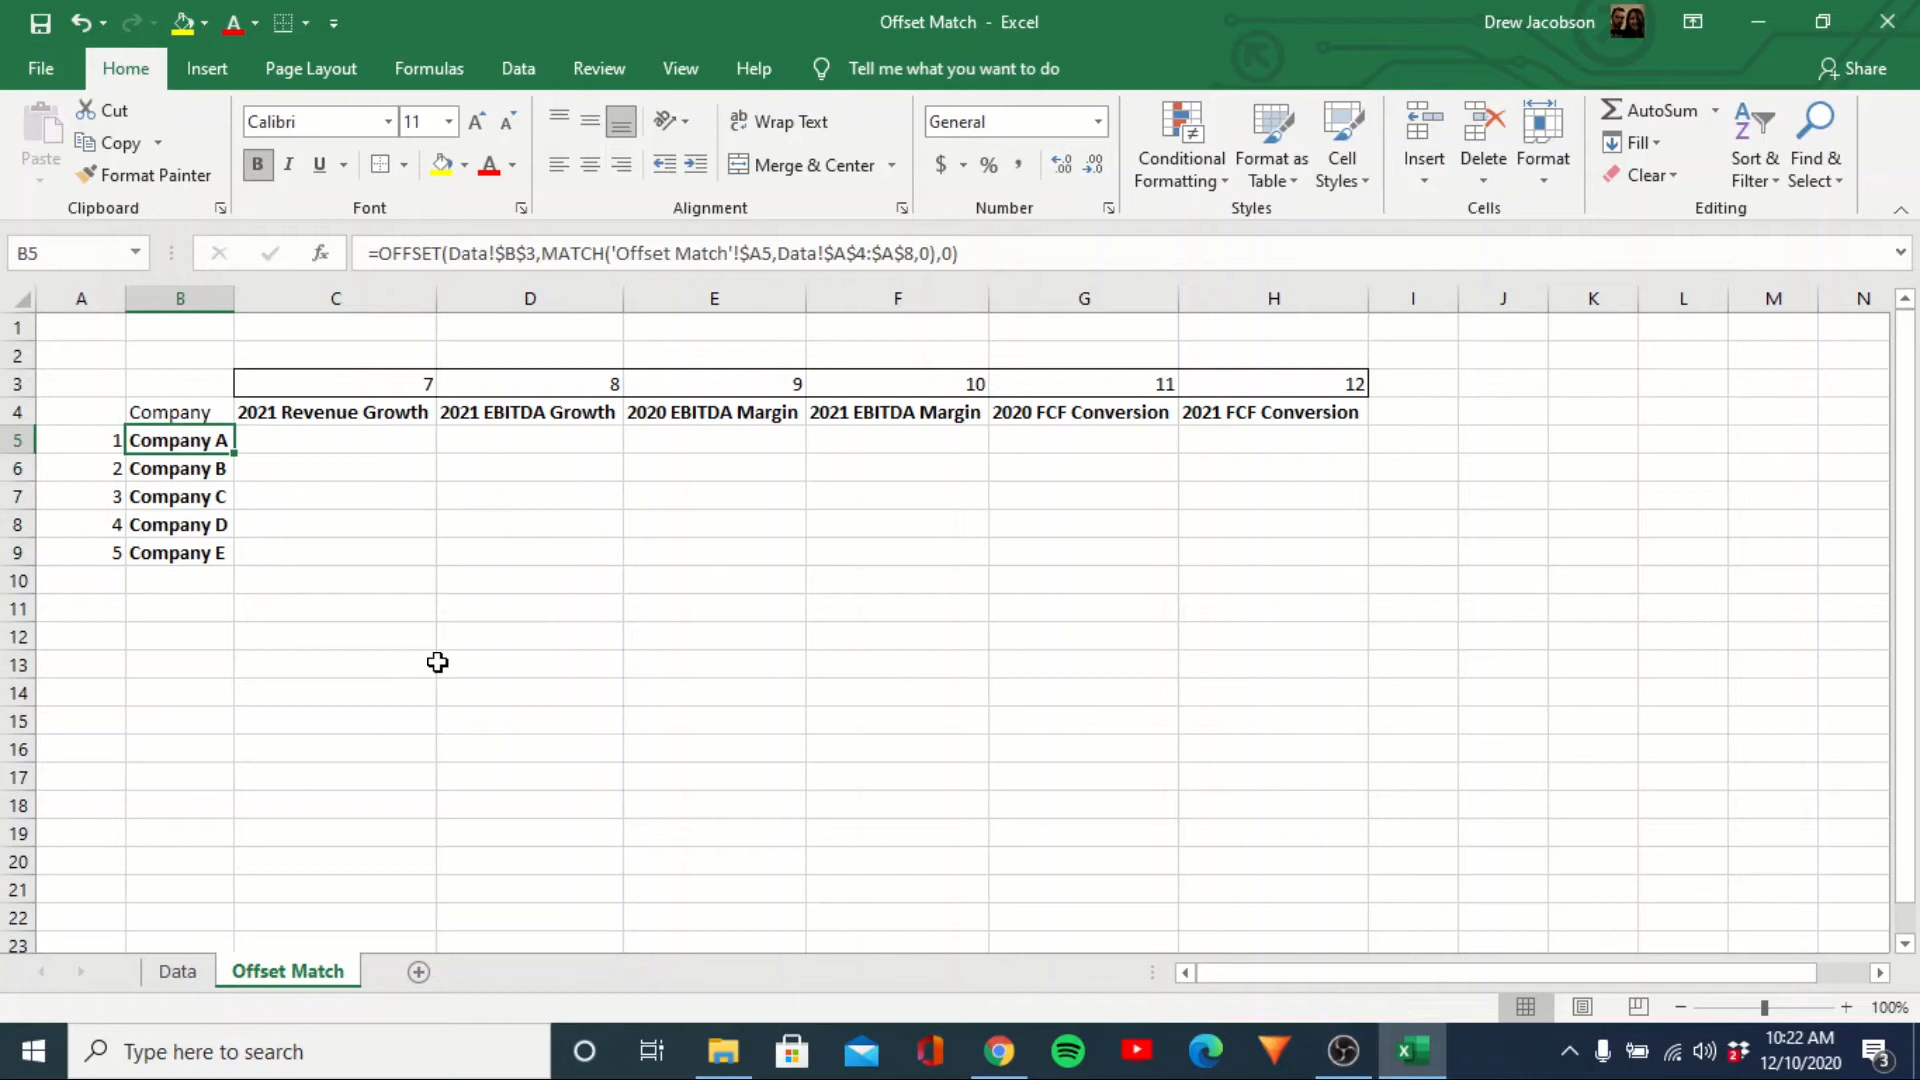 Offset Match - Excel
Drew Jacobson
File Home Insert Page Layout Formulas Data Review View Help Tell me what you want to do Share
Paste
Cut
Copy
Format Painter
Clipboard
Calibri 11
B I U
Font
Wrap Text
Merge & Center
Alignment
General
$ % ,
Number
Conditional Formatting
Format as Table
Cell Styles
Styles
Insert Delete Format
Cells
AutoSum
Fill
Clear
Sort & Filter
Find & Select
Editing
B5 fx =OFFSET(Data!$B$3,MATCH('Offset Match'!$A5,Data!$A$4:$A$8,0),0)
A B C D E F G H I J K L M N
1
2
3 7 8 9 10 11 12
4 Company 2021 Revenue Growth 2021 EBITDA Growth 2020 EBITDA Margin 2021 EBITDA Margin 2020 FCF Conversion 2021 FCF Conversion
5 1 Company A
6 2 Company B
7 3 Company C
8 4 Company D
9 5 Company E
10
11
12
13
14
15
16
17
18
19
20
21
22
23
Data Offset Match
100%
Type here to search
10:22 AM
12/10/2020
3